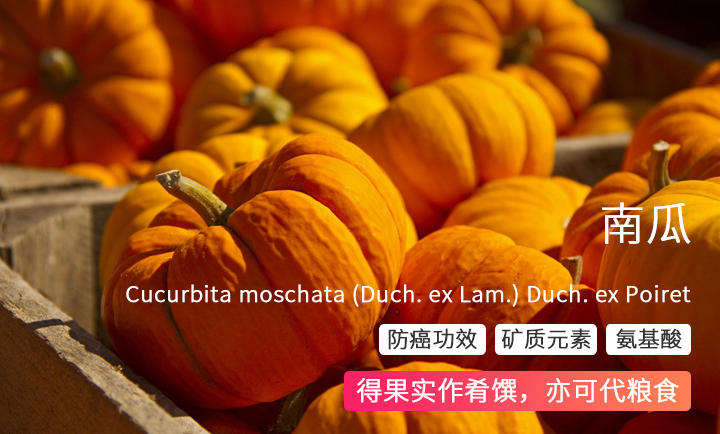 南瓜
Cucurbita moschata (Duch. ex Lam.) Duch. ex Poiret
防癌功效 矿质元素 氨基酸
得果实作肴馔，亦可代粮食